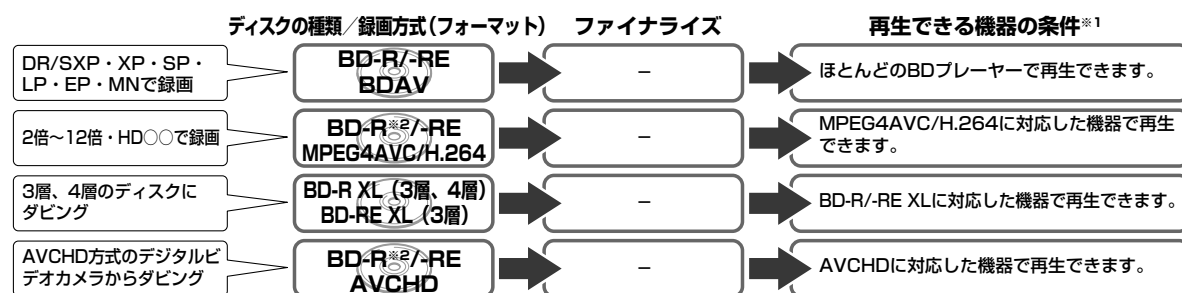 ディスクの種類／録画方式（フォーマット） ファイナライズ 再生できる機器の条件※1
DR/SXP・XP・SP・
LP・EP・MNで録画
BD-R/-RE
BDAV
–
ほとんどのBDプレーヤーで再生できます。
2倍〜12倍・HD○○で録画
BD-R※2/-RE
MPEG4AVC/H.264
–
MPEG4AVC/H.264に対応した機器で再生
できます。
3層、4層のディスクに
ダビング
BD-R XL（3層、4層）
BD-RE XL（3層）
–
BD-R/-RE XLに対応した機器で再生できます。
AVCHD方式のデジタルビ
デオカメラからダビング
BD-R※2/-RE
AVCHD
–
AVCHDに対応した機器で再生できます。